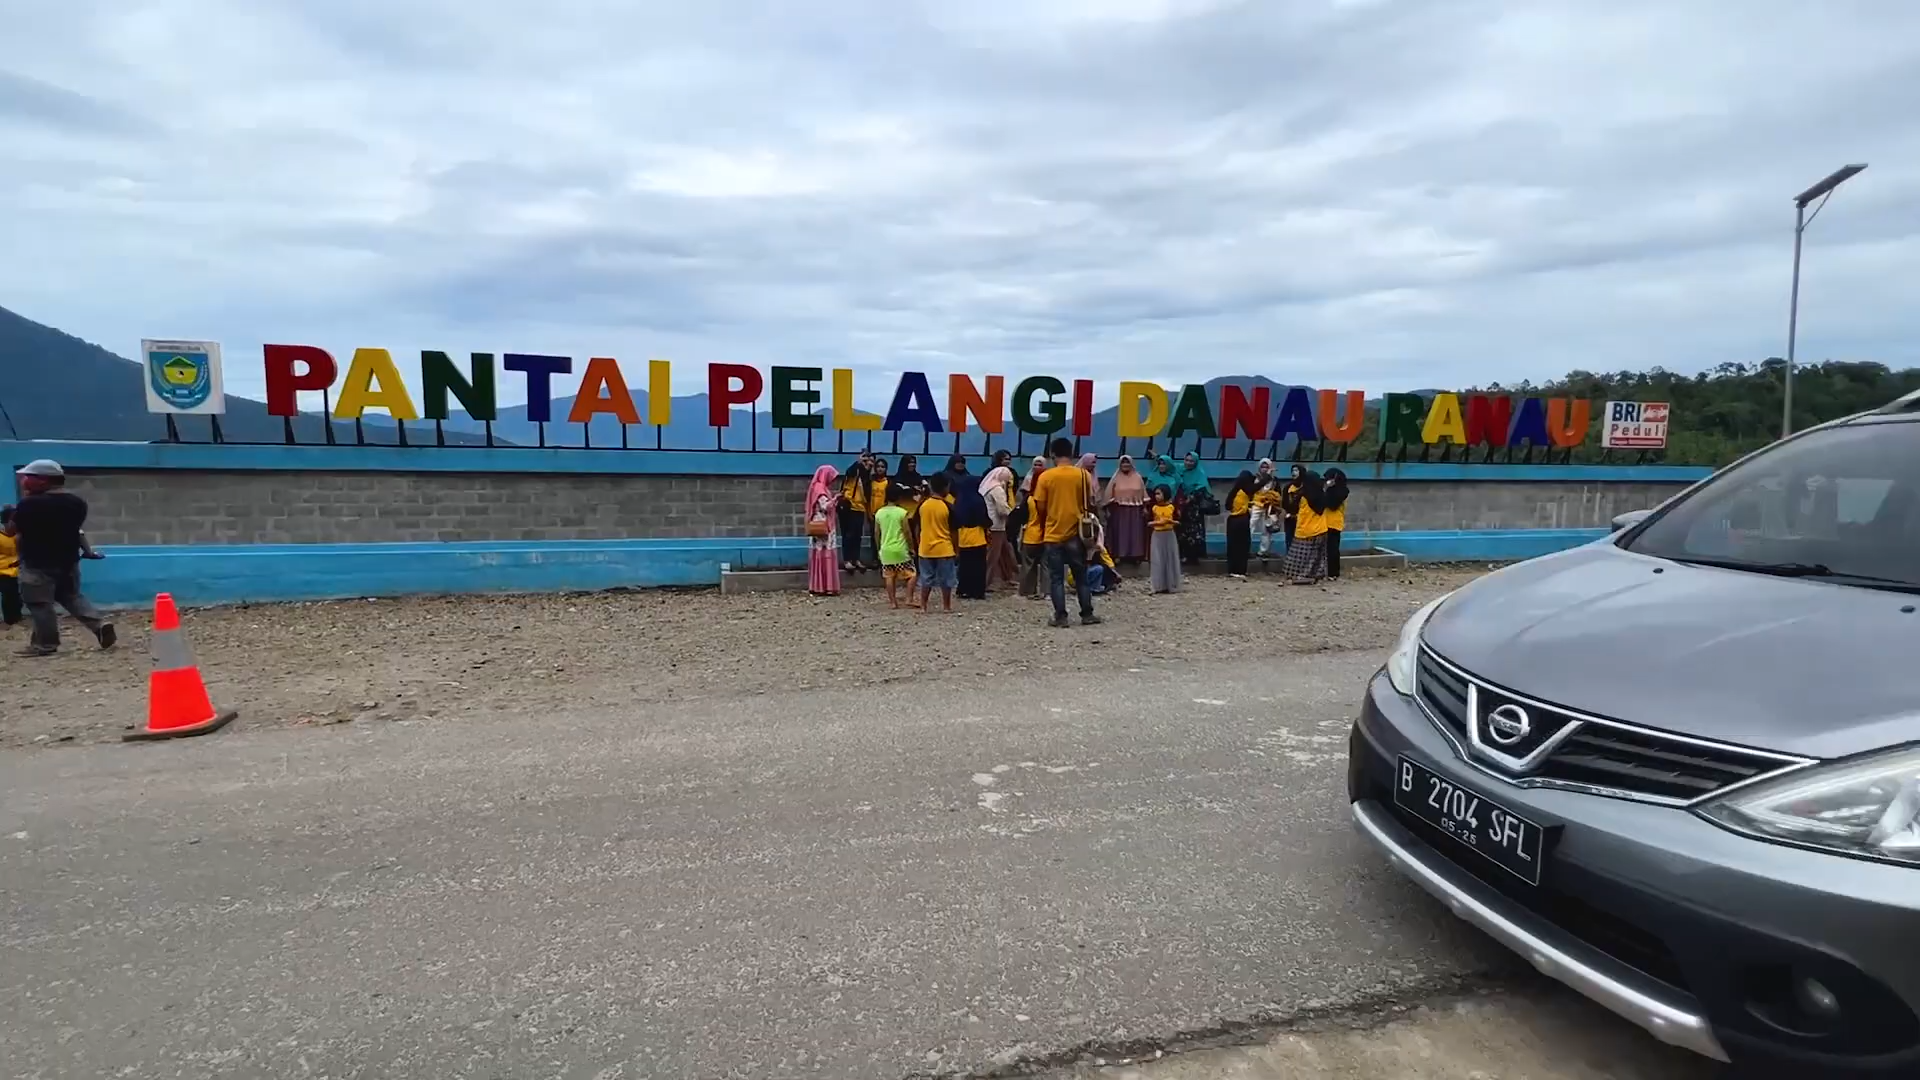 PANTAI PELANGI DANAU RANAU
BRI
Peduli
B 2704 SFL
05-25